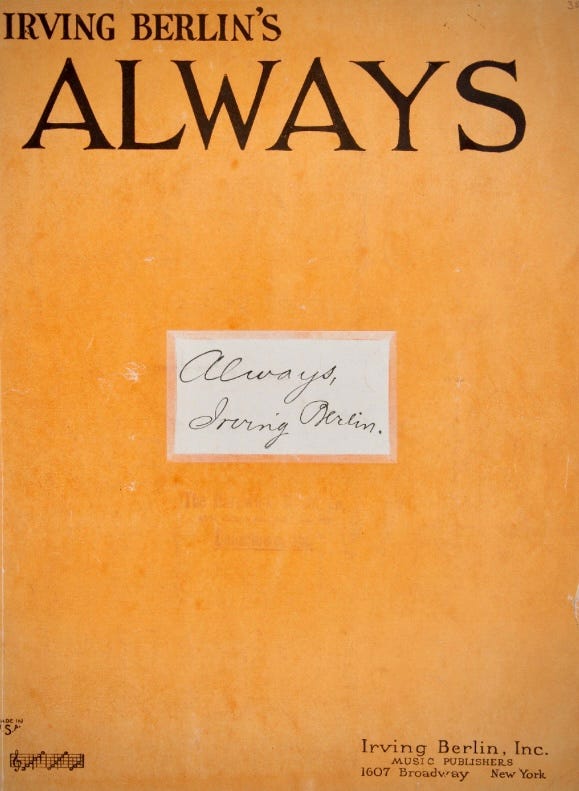 IRVING BERLIN'S
ALWAYS
Always,
Irving Berlin.
Irving Berlin, Inc.
MUSIC PUBLISHERS
1607 Broadway New York